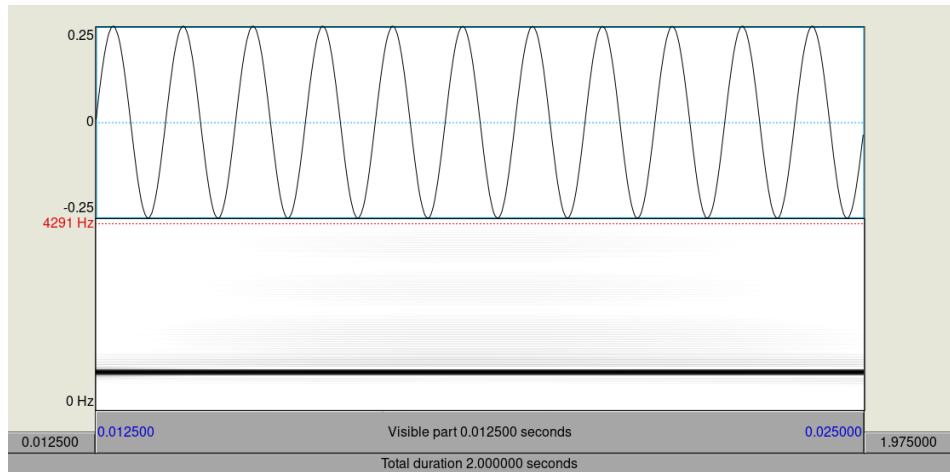 0.25
0
-0.25
4291 Hz
0 Hz
0.012500 Visible part 0.012500 seconds 0.025000
0.012500 1.975000
Total duration 2.000000 seconds